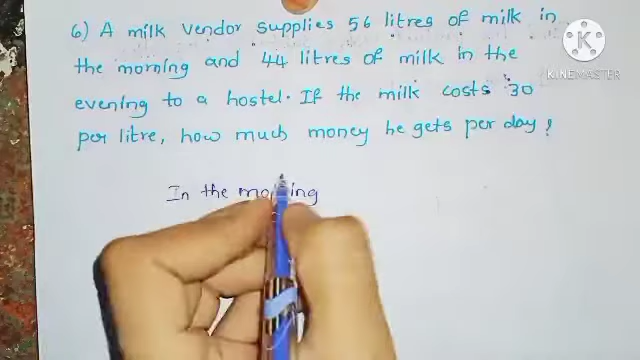 6) A milk vendor supplies 56 litres of milk in
the morning and 44 litres of milk in the
evening to a hostel. If the milk costs 30
per litre, how much money he gets per day?
In the morning
KINEMASTER